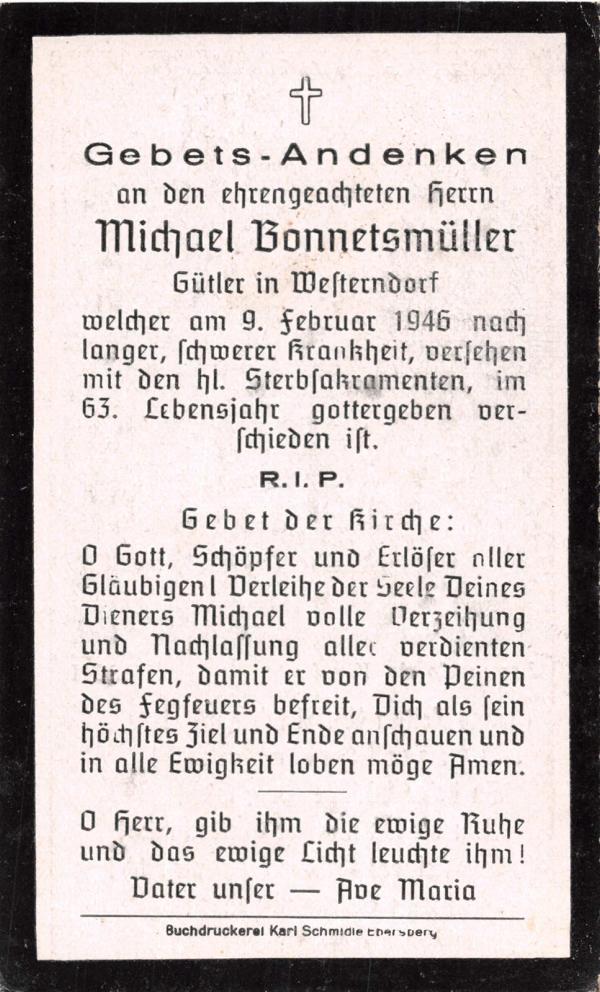 Gebets-Andenken
an den ehrengeachteten Herrn
Michael Bonnetsmüller
Gütler in Westerndorf
welcher am 9. Februar 1946 nach
langer, schwerer Krankheit, versehen
mit den hl. Sterbsakramenten, im
63. Lebensjahr gottergeben ver-
schieden ist.
R. I. P.
Gebet der Kirche:
O Gott, Schöpfer und Erlöser aller
Gläubigen! Verleihe der Seele Deines
Dieners Michael volle Verzeihung
und Nachlassung aller verdienten
Strafen, damit er von den Peinen
des Fegfeuers befreit, Dich als sein
höchstes Ziel und Ende anschauen und
in alle Ewigkeit loben möge Amen.
O Herr, gib ihm die ewige Ruhe
und das ewige Licht leuchte ihm!
Vater unser — Ave Maria
Buchdruckerei Karl Schmidle Ebersberg